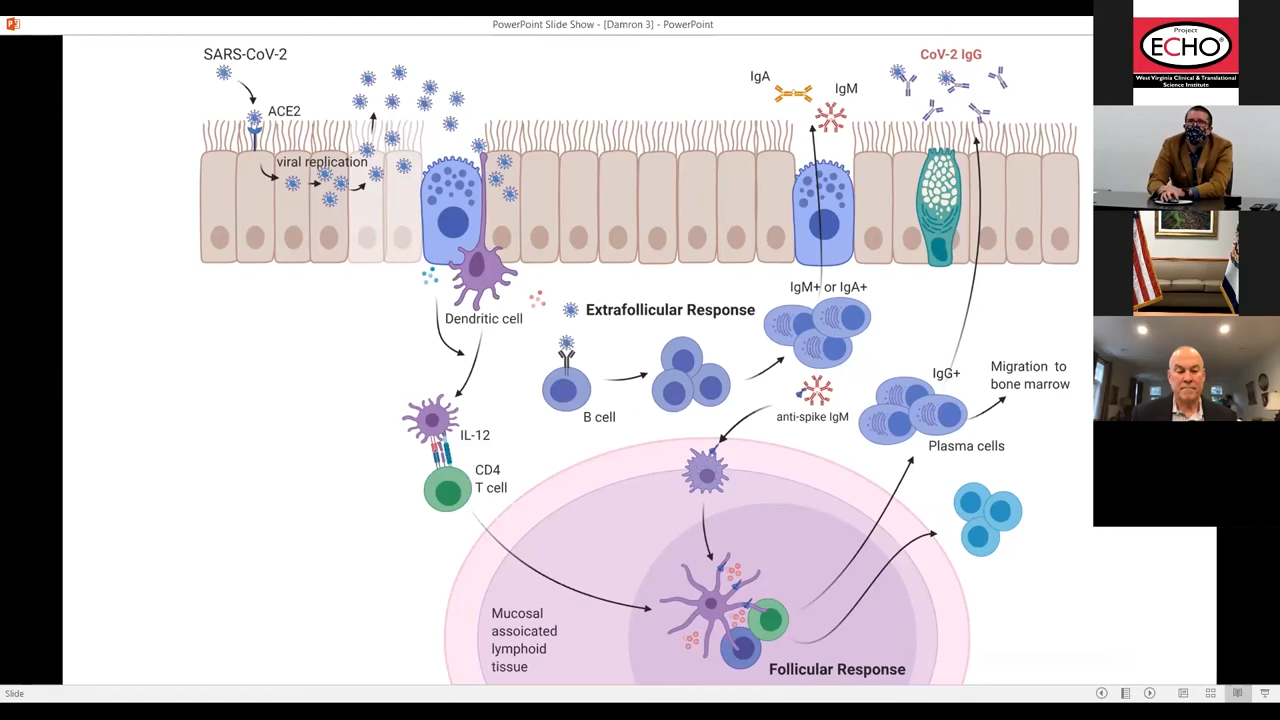 PowerPoint Slide Show - [Damron 3] - PowerPoint
Project
ECHO®
West Virginia Clinical & Translational
Science Institute
SARS-CoV-2
ACE2
viral replication
IgA
IgM
CoV-2 IgG
Dendritic cell
Extrafollicular Response
IgM+ or IgA+
B cell
anti-spike IgM
IgG+
Migration to
bone marrow
Plasma cells
IL-12
CD4
T cell
Mucosal
assoicated
lymphoid
tissue
Follicular Response
Slide